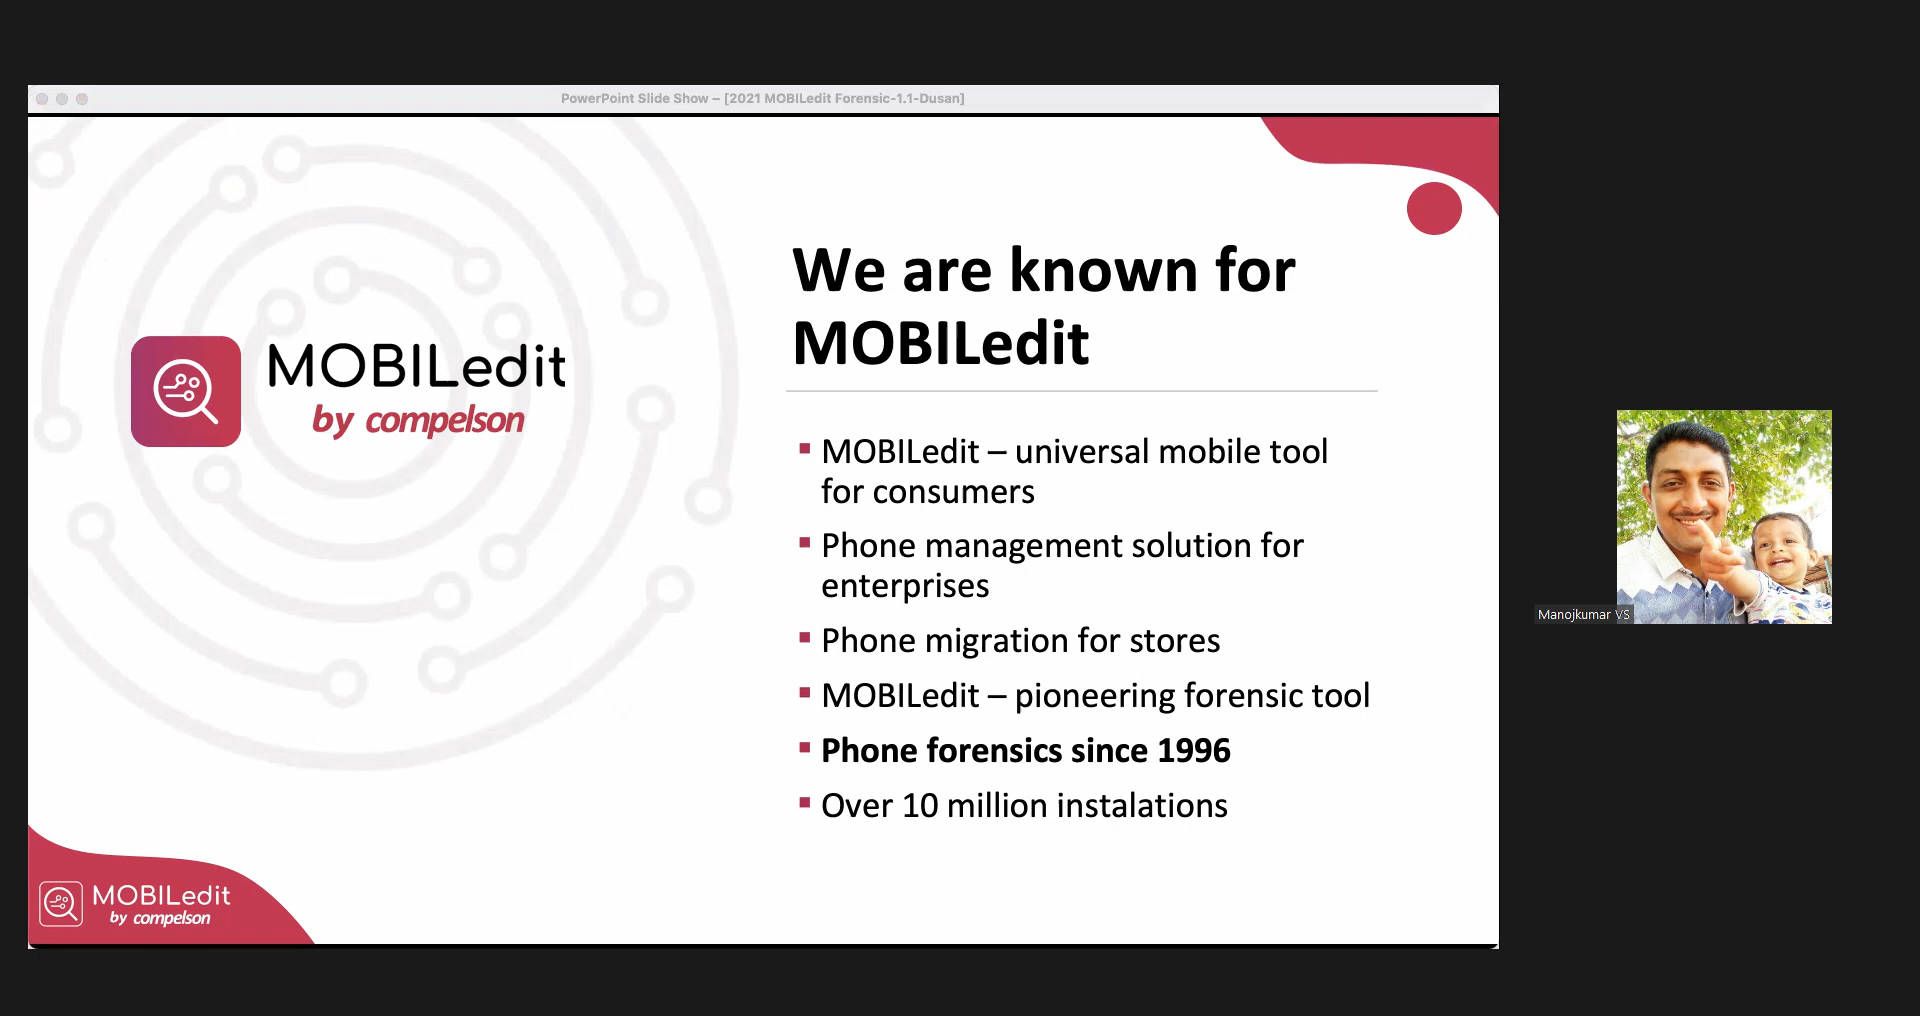 PowerPoint Slide Show – [2021 MOBILedit Forensic-1.1-Dusan]
MOBILedit
by compelson
We are known for
MOBILedit
MOBILedit – universal mobile tool
for consumers
Phone management solution for
enterprises
Phone migration for stores
MOBILedit – pioneering forensic tool
Phone forensics since 1996
Over 10 million instalations
MOBILedit
by compelson
Manojkumar VS